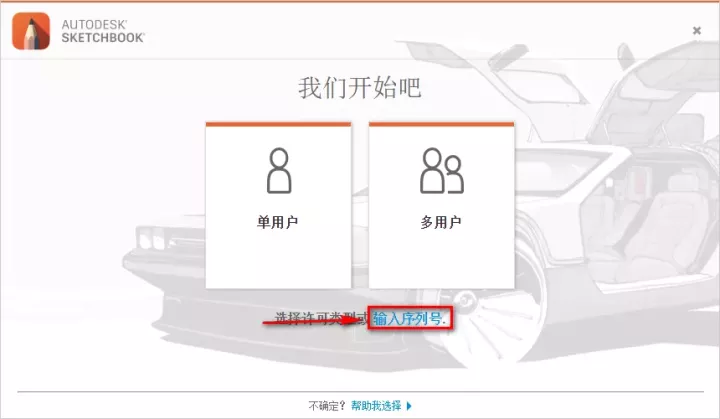 AUTODESK®
SKETCHBOOK®
我们开始吧
单用户
多用户
选择许可类型或 输入序列号.
不确定? 帮助我选择